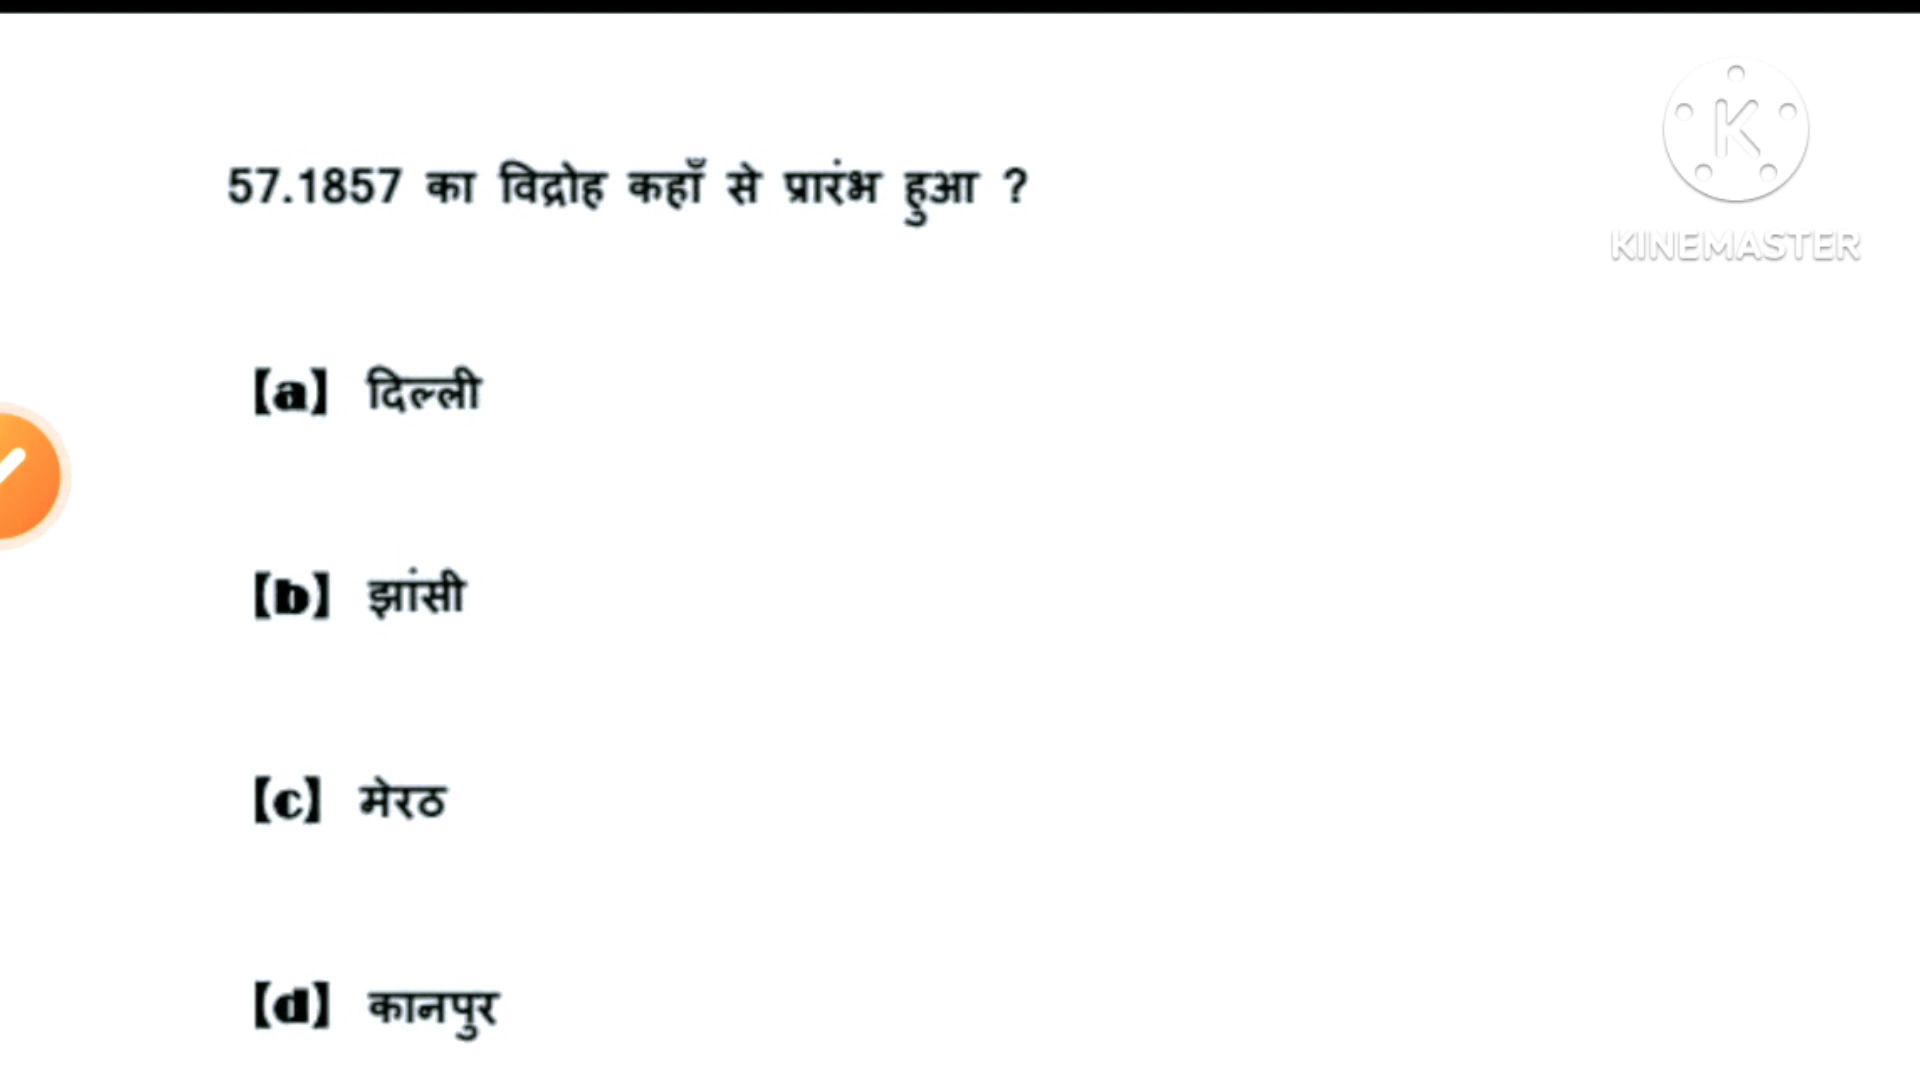 57.1857 का विद्रोह कहाँ से प्रारंभ हुआ ?
K
KINEMASTER
【a】 दिल्ली
【b】 झांसी
【c】 मेरठ
【d】 कानपुर